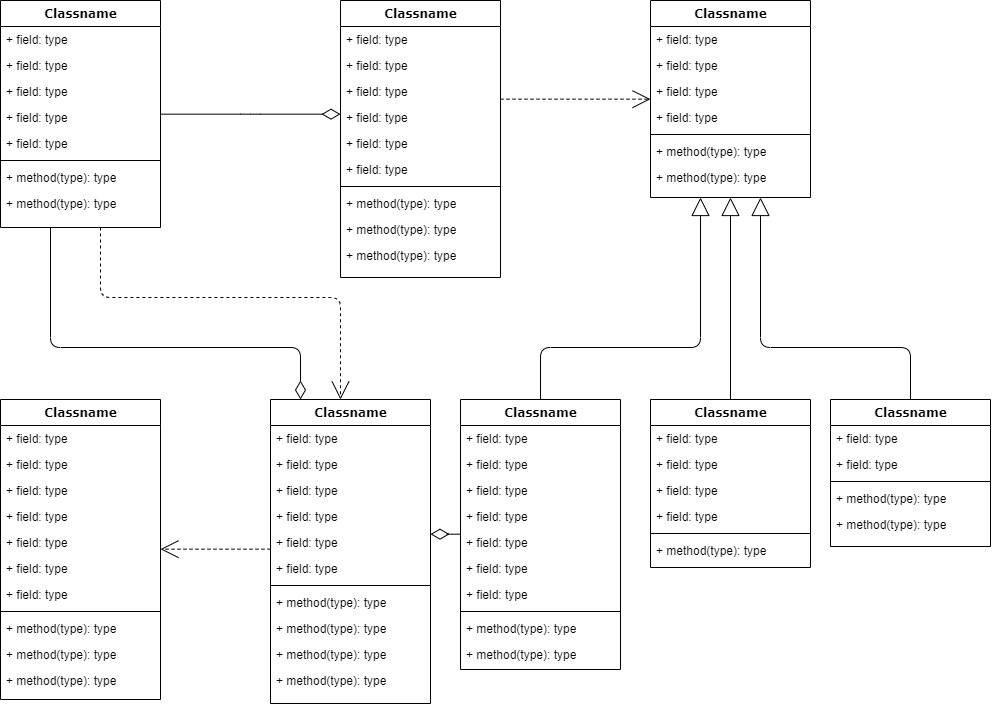 Classname
+ field: type
+ field: type
+ field: type
+ field: type
+ field: type
+ method(type): type
+ method(type): type
Classname
+ field: type
+ field: type
+ field: type
+ field: type
+ field: type
+ field: type
+ method(type): type
+ method(type): type
+ method(type): type
Classname
+ field: type
+ field: type
+ field: type
+ field: type
+ method(type): type
+ method(type): type
Classname
+ field: type
+ field: type
+ field: type
+ field: type
+ field: type
+ field: type
+ field: type
+ method(type): type
+ method(type): type
+ method(type): type
Classname
+ field: type
+ field: type
+ field: type
+ field: type
+ field: type
+ field: type
+ method(type): type
+ method(type): type
+ method(type): type
+ method(type): type
Classname
+ field: type
+ field: type
+ field: type
+ field: type
+ field: type
+ field: type
+ field: type
+ method(type): type
+ method(type): type
Classname
+ field: type
+ field: type
+ field: type
+ field: type
+ method(type): type
Classname
+ field: type
+ field: type
+ method(type): type
+ method(type): type